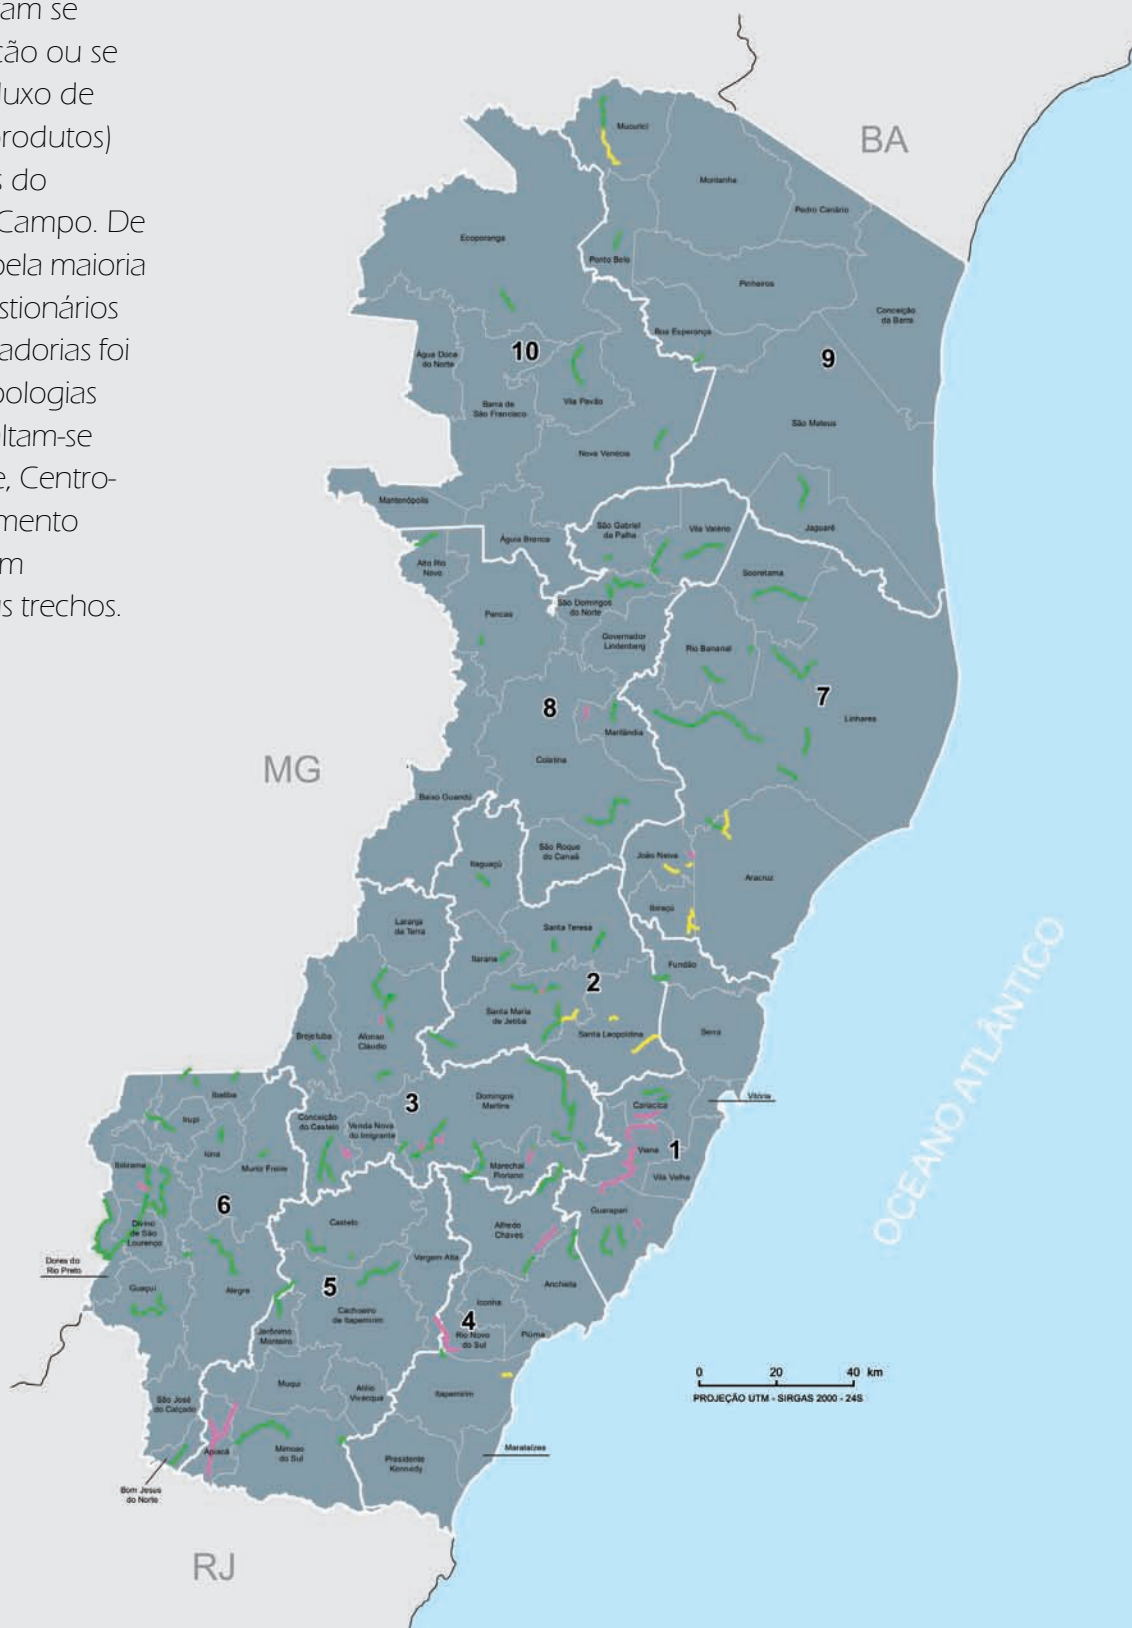 am se
ção ou se
luxo de
rodutos)
s do
Campo. De
pela maioria
stionários
adorias foi
pologias
ltam-se
e, Centro-
mento
m
us trechos.
BA
MG
RJ
OCEANO ATLÂNTICO
Mucurici
Montanha
Pedro Canário
Ecoporanga
Ponto Belo
Pinheiros
Conceição
da Barra
Boa Esperança
10
9
Água Doce
do Norte
Vila Pavão
Barra de
São Francisco
São Mateus
Nova Venécia
Mantenópolis
São Gabriel
da Palha
Vila Valério
Jaguaré
Águia Branca
Alto Rio
Novo
Sooretama
São Domingos
do Norte
Pancas
Governador
Lindenberg
Rio Bananal
8
7
Linhares
Marilândia
Colatina
Baixo Guandú
São Roque
do Canaã
João Neiva
Itaguaçú
Aracruz
Ibiraçú
Laranja
da Terra
Santa Teresa
Itarana
Fundão
2
Santa Maria
de Jetibá
Santa Leopoldina
Serra
Brejetuba
Afonso
Cláudio
Ibatiba
3
Domingos
Martins
Vitória
Cariacica
Irupi
Conceição
do Castelo
Venda Nova
do Imigrante
Iúna
Viana
1
Ibitirama
Muniz Freire
Marechal
Floriano
Vila Velha
6
Guarapari
Divino
de São
Lourenço
Castelo
Alfredo
Chaves
Dores do
Rio Preto
Vargem Alta
Guaçuí
Alegre
5
Anchieta
Cachoeiro
de Itapemirim
Iconha
4
Jerônimo
Monteiro
Rio Novo
do Sul
Piúma
Muqui
Atílio
Vivacqua
Itapemirim
São José
do Calçado
Apiacá
Mimoso
do Sul
Marataízes
Presidente
Kennedy
Bom Jesus
do Norte
0 20 40 km
PROJEÇÃO UTM - SIRGAS 2000 - 24S